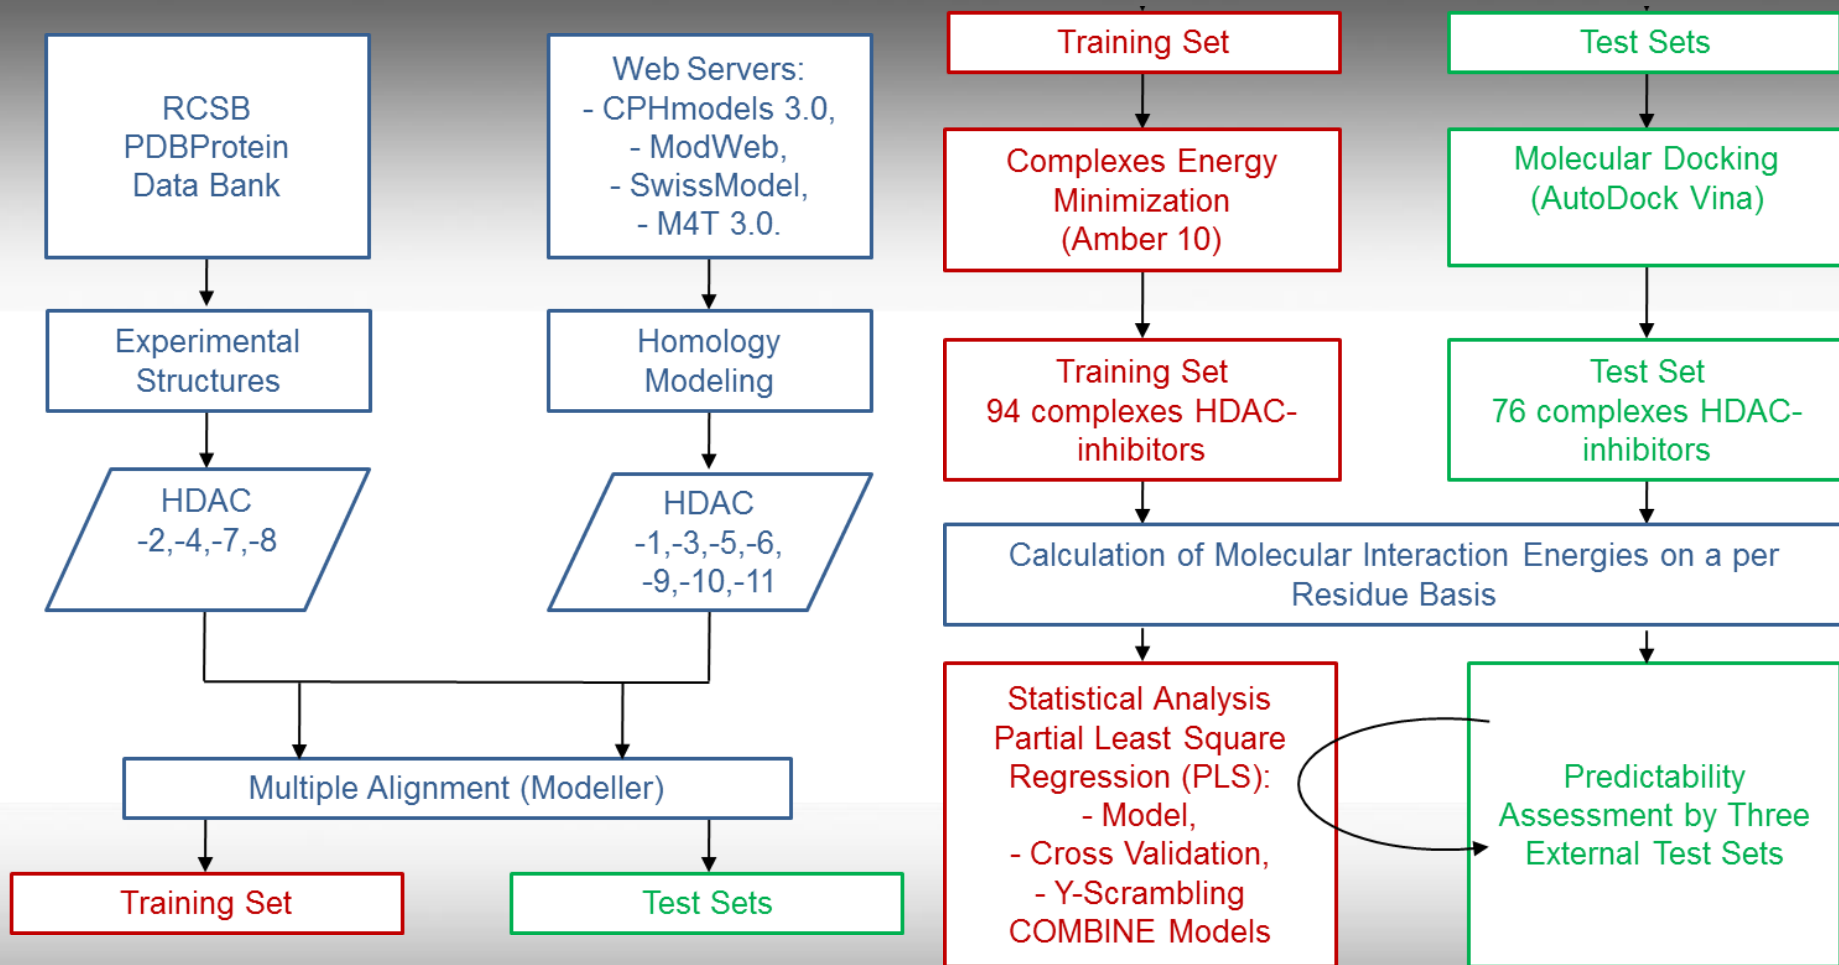 RCSB
PDBProtein
Data Bank
Web Servers:
- CPHmodels 3.0,
- ModWeb,
- SwissModel,
- M4T 3.0.
Experimental
Structures
Homology
Modeling
HDAC
-2,-4,-7,-8
HDAC
-1,-3,-5,-6,
-9,-10,-11
Multiple Alignment (Modeller)
Training Set
Test Sets
Training Set
Test Sets
Complexes Energy
Minimization
(Amber 10)
Molecular Docking
(AutoDock Vina)
Training Set
94 complexes HDAC-
inhibitors
Test Set
76 complexes HDAC-
inhibitors
Calculation of Molecular Interaction Energies on a per
Residue Basis
Statistical Analysis
Partial Least Square
Regression (PLS):
- Model,
- Cross Validation,
- Y-Scrambling
COMBINE Models
Predictability
Assessment by Three
External Test Sets